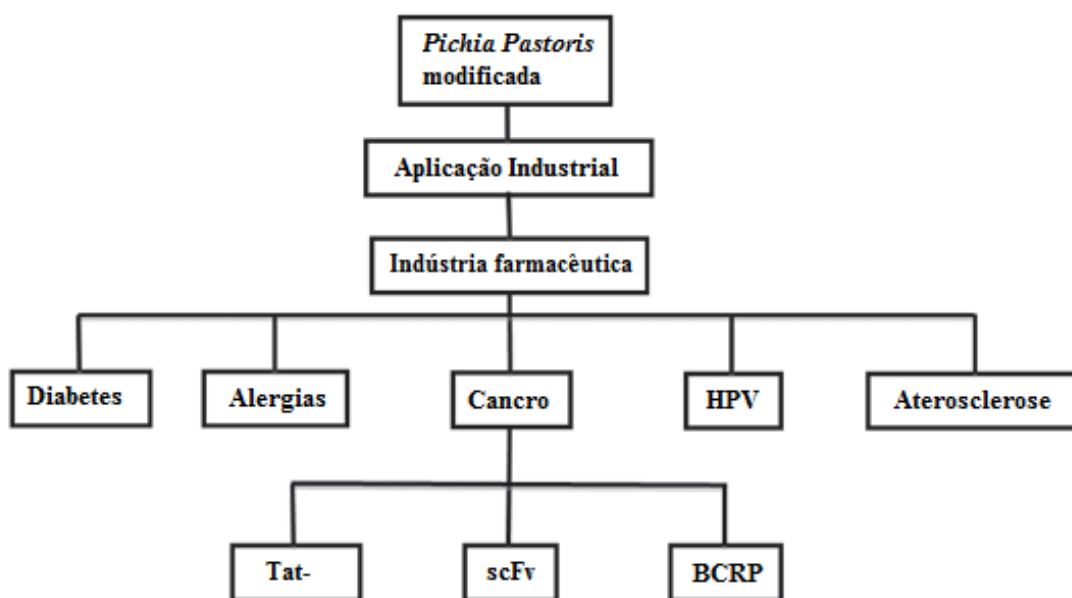 Pichia Pastoris
modificada
Aplicação Industrial
Indústria farmacêutica
Diabetes
Alergias
Cancro
HPV
Aterosclerose
Tat-
scFv
BCRP